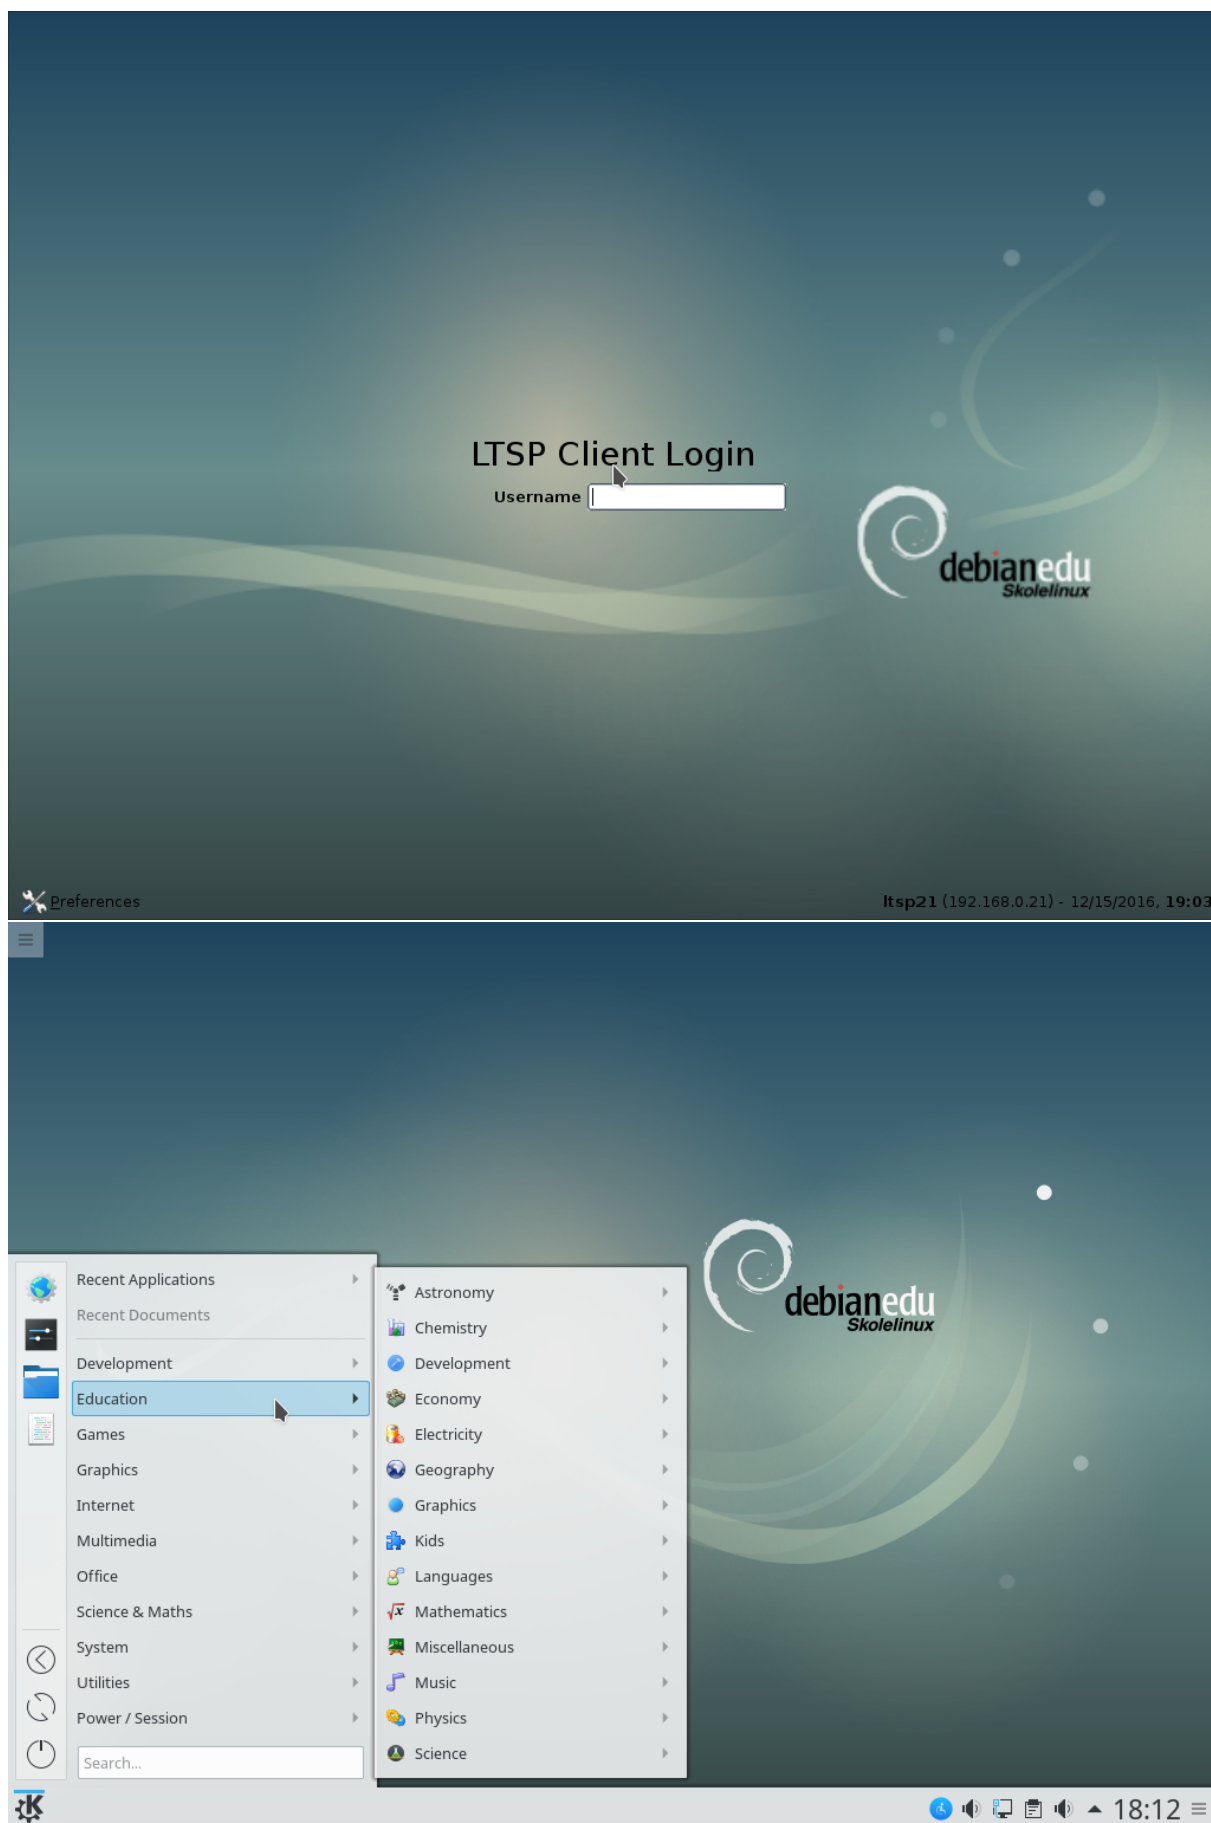 LTSP Client Login
Username
debianedu
Skolelinux
Preferences
ltsp21 (192.168.0.21) - 12/15/2016, 19:03
debianedu
Skolelinux
Recent Applications
Recent Documents
Development
Education
Games
Graphics
Internet
Multimedia
Office
Science & Maths
System
Utilities
Power / Session
Search...
Astronomy
Chemistry
Development
Economy
Electricity
Geography
Graphics
Kids
Languages
Mathematics
Miscellaneous
Music
Physics
Science
18:12